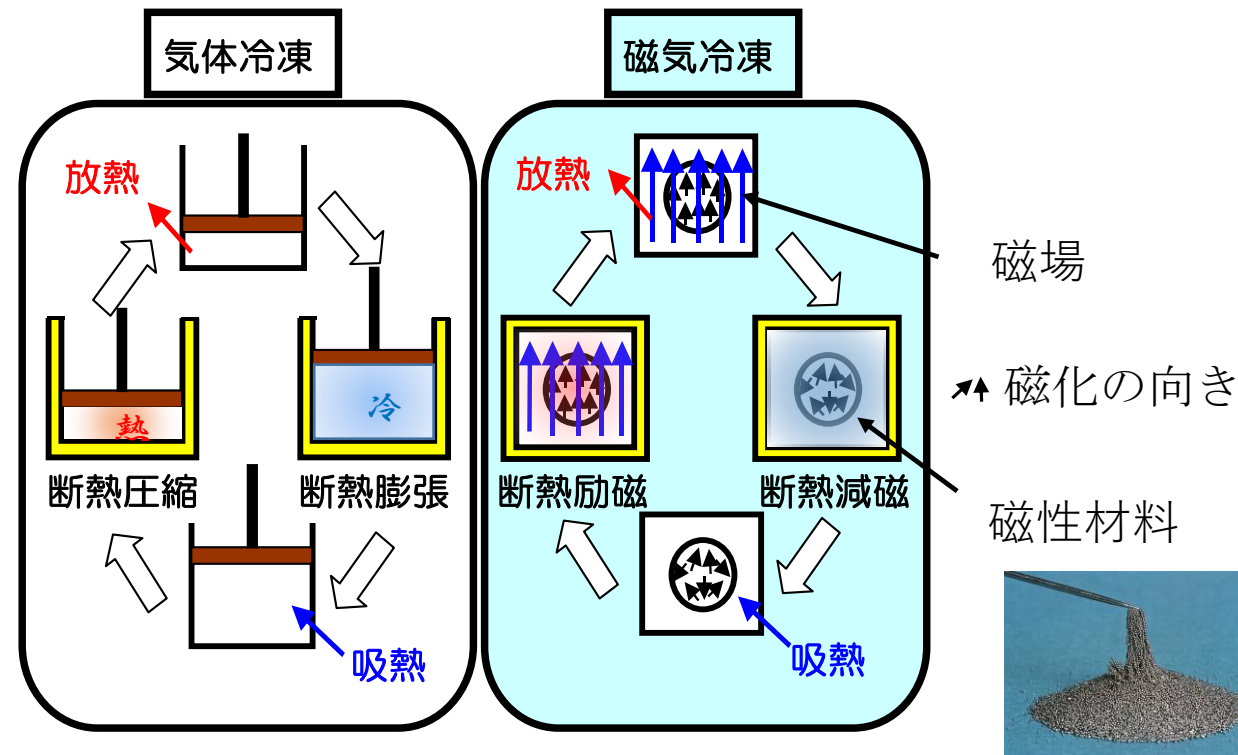 気体冷凍
放熱
熱
冷
断熱圧縮
断熱膨張
吸熱
磁気冷凍
放熱
断熱励磁
断熱減磁
吸熱
磁場
磁化の向き
磁性材料